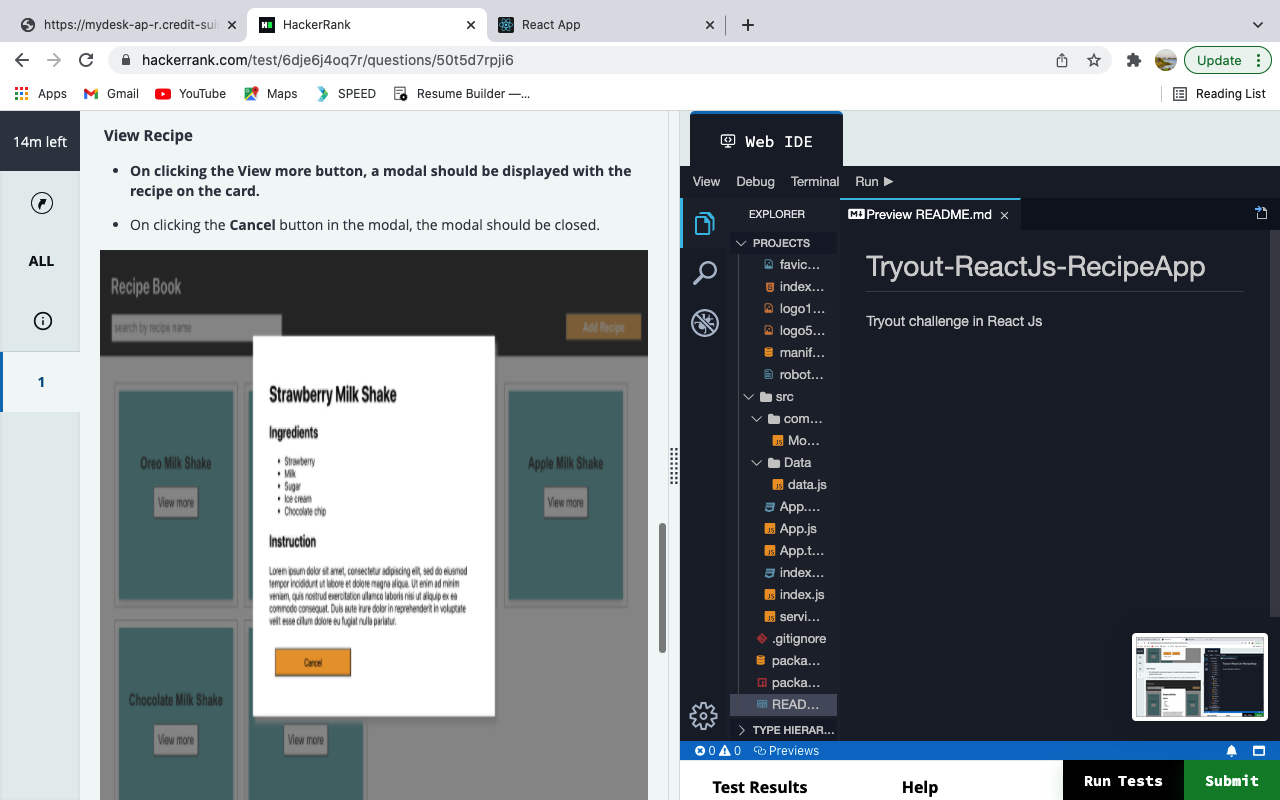 https://mydesk-ap-r.credit-sui
HackerRank
React App
hackerrank.com/test/6dje6j4oq7r/questions/50t5d7rpji6
Update
Apps
Gmail
YouTube
Maps
SPEED
Resume Builder —...
Reading List
14m left
ALL
1
View Recipe
• On clicking the View more button, a modal should be displayed with the
recipe on the card.
• On clicking the Cancel button in the modal, the modal should be closed.
Recipe Book
search by recipe name
Add Recipe
Oreo Milk Shake
View more
Apple Milk Shake
View more
Chocolate Milk Shake
View more
View more
Strawberry Milk Shake
Ingredients
• Strawberry
• Milk
• Sugar
• Ice cream
• Chocolate chip
Instruction
Lorem ipsum dolor sit amet, consectetur adipiscing elit, sed do eiusmod
tempor incididunt ut labore et dolore magna aliqua. Ut enim ad minim
veniam, quis nostrud exercitation ullamco laboris nisi ut aliquip ex ea
commodo consequat. Duis aute irure dolor in reprehenderit in voluptate
velit esse cillum dolore eu fugiat nulla pariatur.
Cancel
Web IDE
View Debug Terminal Run
EXPLORER
PROJECTS
favic...
index...
logo1...
logo5...
manif...
robot...
src
com...
Mo...
Data
data.js
App....
App.js
App.t...
index...
index.js
servi...
.gitignore
packa...
packa...
READ...
TYPE HIERAR...
Preview README.md
Tryout-ReactJs-RecipeApp
Tryout challenge in React Js
0 0 Previews
Test Results
Help
Run Tests
Submit